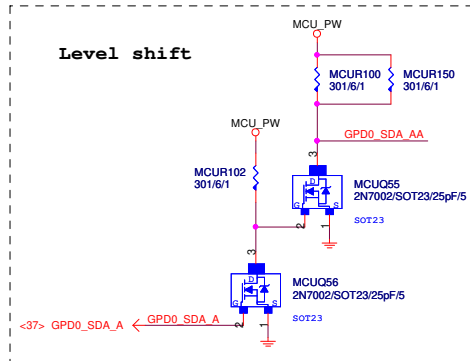 MCU_PW
Level shift
MCUR100
301/6/1
MCUR150
301/6/1
MCU_PW
GPD0_SDA_AA
MCUR102
301/6/1
3
D
G
S
2
1
MCUQ55
2N7002/SOT23/25pF/5
SOT23
3
D
G
S
2
1
MCUQ56
2N7002/SOT23/25pF/5
SOT23
<37> GPD0_SDA_A
GPD0_SDA_A